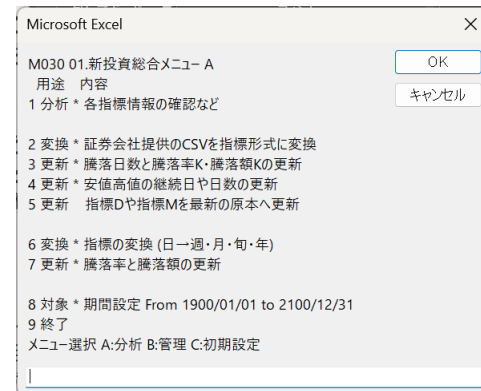 Microsoft Excel
M030 01.新投資総合メニュー A
用途 内容
1 分析 * 各指標情報の確認など
2 変換 * 証券会社提供のCSVを指標形式に変換
3 更新 * 騰落日数と騰落率K・騰落額Kの更新
4 更新 * 安値高値の継続日や日数の更新
5 更新 指標Dや指標Mを最新の原本へ更新
6 変換 * 指標の変換 (日→週・月・旬・年)
7 更新 * 騰落率と騰落額の更新
8 対象 * 期間設定 From 1900/01/01 to 2100/12/31
9 終了
メニュー選択 A:分析 B:管理 C:初期設定
OK
キャンセル